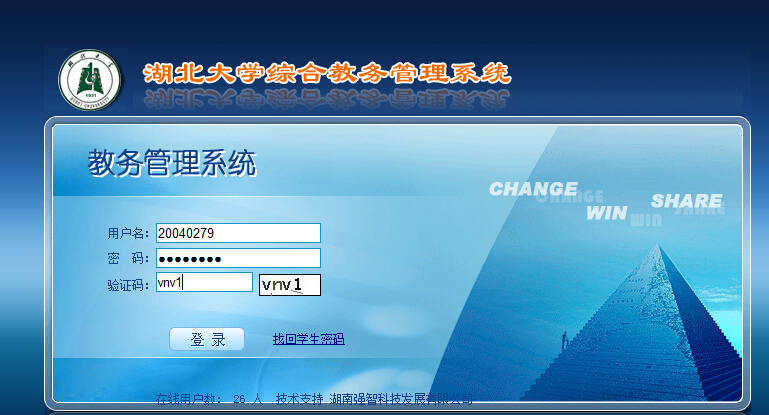 湖北大学综合教务管理系统
教务管理系统
CHANGE
WIN
SHARE
用户名：20040279
密 码：●●●●●●●●
验证码：vnv1 vnv1
登 录 找回学生密码
在线用户数： 26 人 技术支持 湖南强智科技发展有限公司